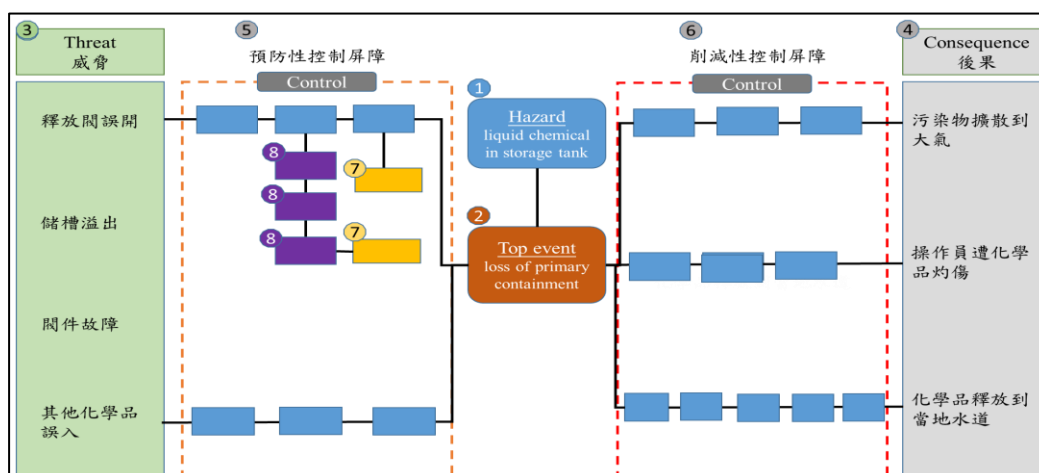 3
Threat
威脅
5
預防性控制屏障
Control
6
削減性控制屏障
Control
4
Consequence
後果
1
Hazard
liquid chemical
in storage tank
2
Top event
loss of primary
containment
釋放閥誤開
儲槽溢出
閥件故障
其他化學品
誤入
8
8
8
7
7
污染物擴散到
大氣
操作員遭化學
品灼傷
化學品釋放到
當地水道